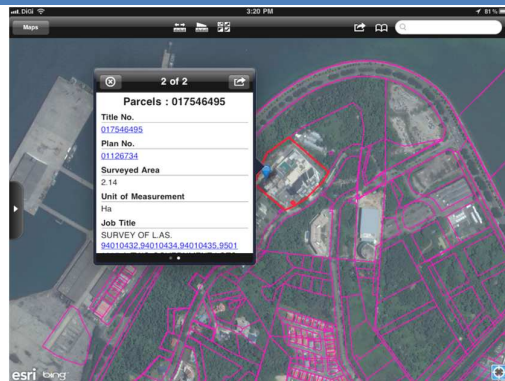 DiGi
3:20 PM
81 %
Maps
2 of 2
Parcels : 017546495
Title No.
017546495
Plan No.
01126734
Surveyed Area
2.14
Unit of Measurement
Ha
Job Title
SURVEY OF L.AS.
94010432,94010434,94010435,9501
esri bing